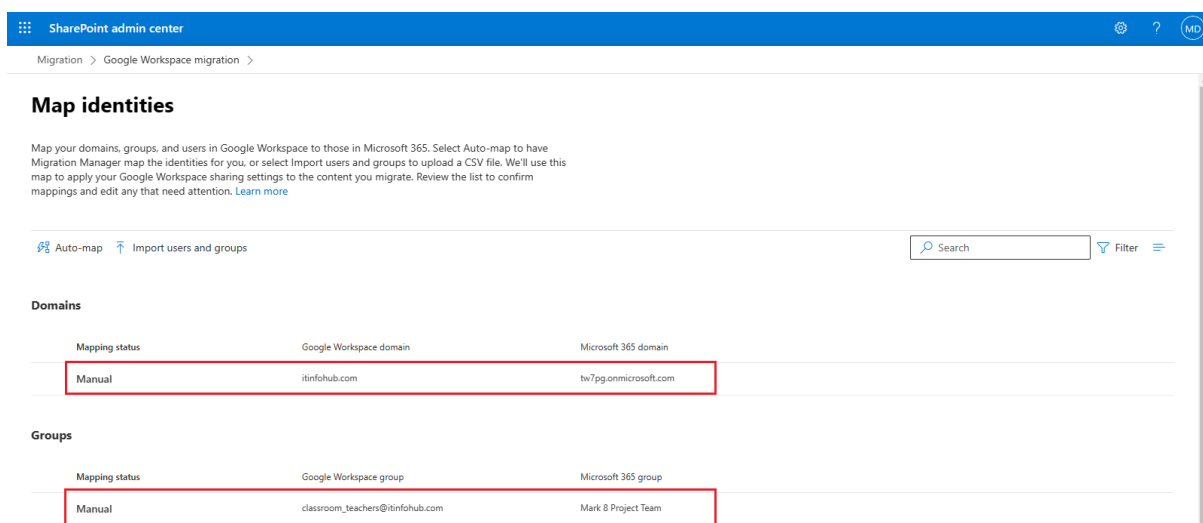 SharePoint admin center
?
MD
Migration > Google Workspace migration >
Map identities
Map your domains, groups, and users in Google Workspace to those in Microsoft 365. Select Auto-map to have
Migration Manager map the identities for you, or select Import users and groups to upload a CSV file. We'll use this
map to apply your Google Workspace sharing settings to the content you migrate. Review the list to confirm
mappings and edit any that need attention. Learn more
Auto-map Import users and groups Search Filter
Domains
Mapping status Google Workspace domain Microsoft 365 domain
Manual itinfohub.com tw7pg.onmicrosoft.com
Groups
Mapping status Google Workspace group Microsoft 365 group
Manual classroom_teachers@itinfohub.com Mark 8 Project Team